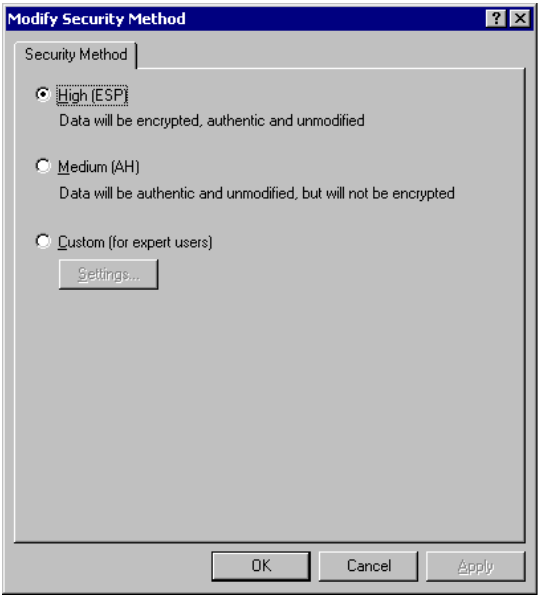 Modify Security Method
Security Method
High (ESP)
Data will be encrypted, authentic and unmodified
Medium (AH)
Data will be authentic and unmodified, but will not be encrypted
Custom (for expert users)
Settings...
OK Cancel Apply